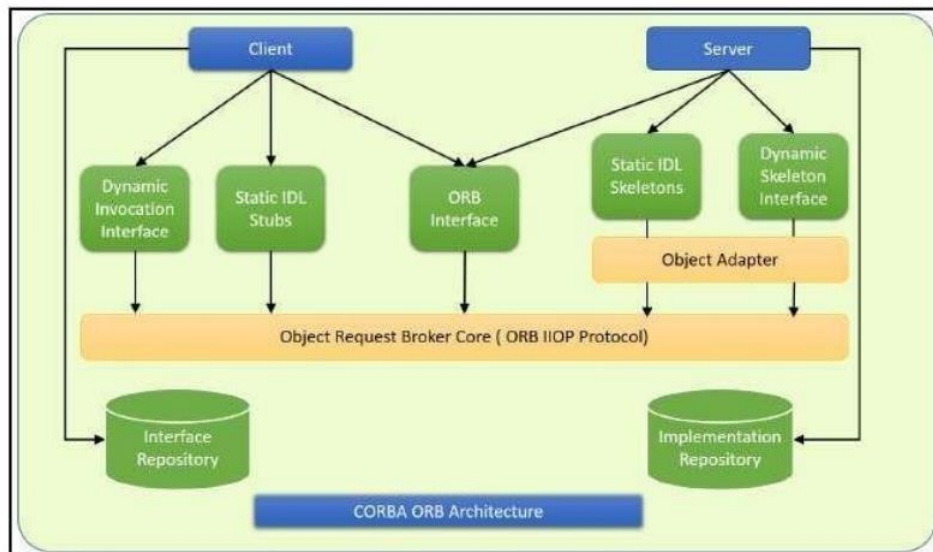 Client
Server
Dynamic
Invocation
Interface
Static IDL
Stubs
ORB
Interface
Static IDL
Skeletons
Dynamic
Skeleton
Interface
Object Adapter
Object Request Broker Core ( ORB IIOP Protocol)
Interface
Repository
Implementation
Repository
CORBA ORB Architecture